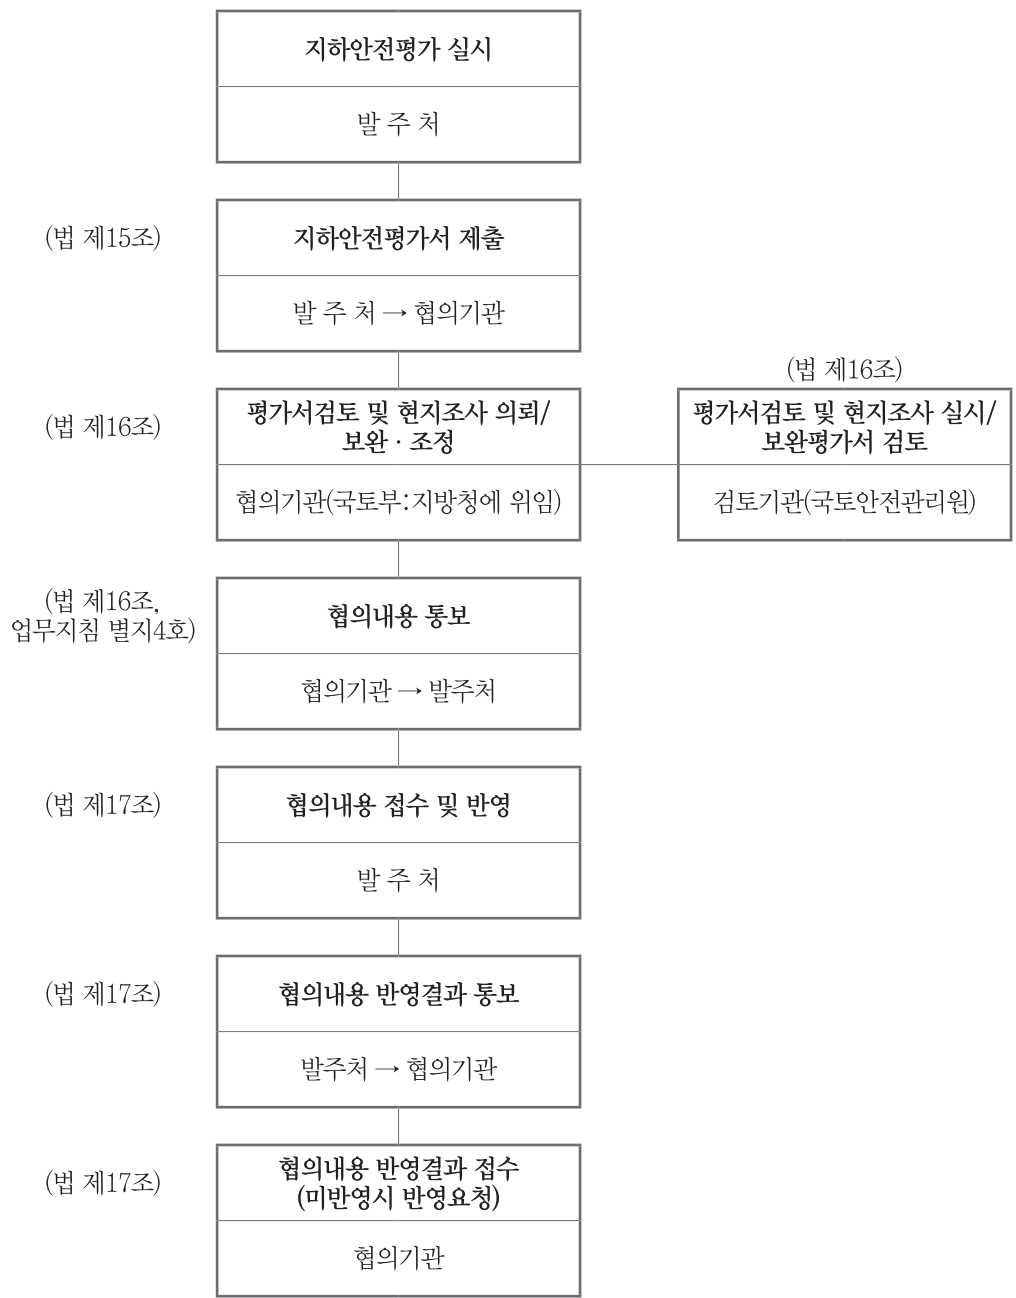 지하안전평가 실시
발 주 처
(법 제15조)
지하안전평가서 제출
발 주 처 → 협의기관
(법 제16조)
평가서검토 및 현지조사 의뢰/
보완 · 조정
협의기관(국토부:지방청에 위임)
(법 제16조)
평가서검토 및 현지조사 실시/
보완평가서 검토
검토기관(국토안전관리원)
(법 제16조,
업무지침 별지4호)
협의내용 통보
협의기관 → 발주처
(법 제17조)
협의내용 접수 및 반영
발 주 처
(법 제17조)
협의내용 반영결과 통보
발주처 → 협의기관
(법 제17조)
협의내용 반영결과 접수
(미반영시 반영요청)
협의기관